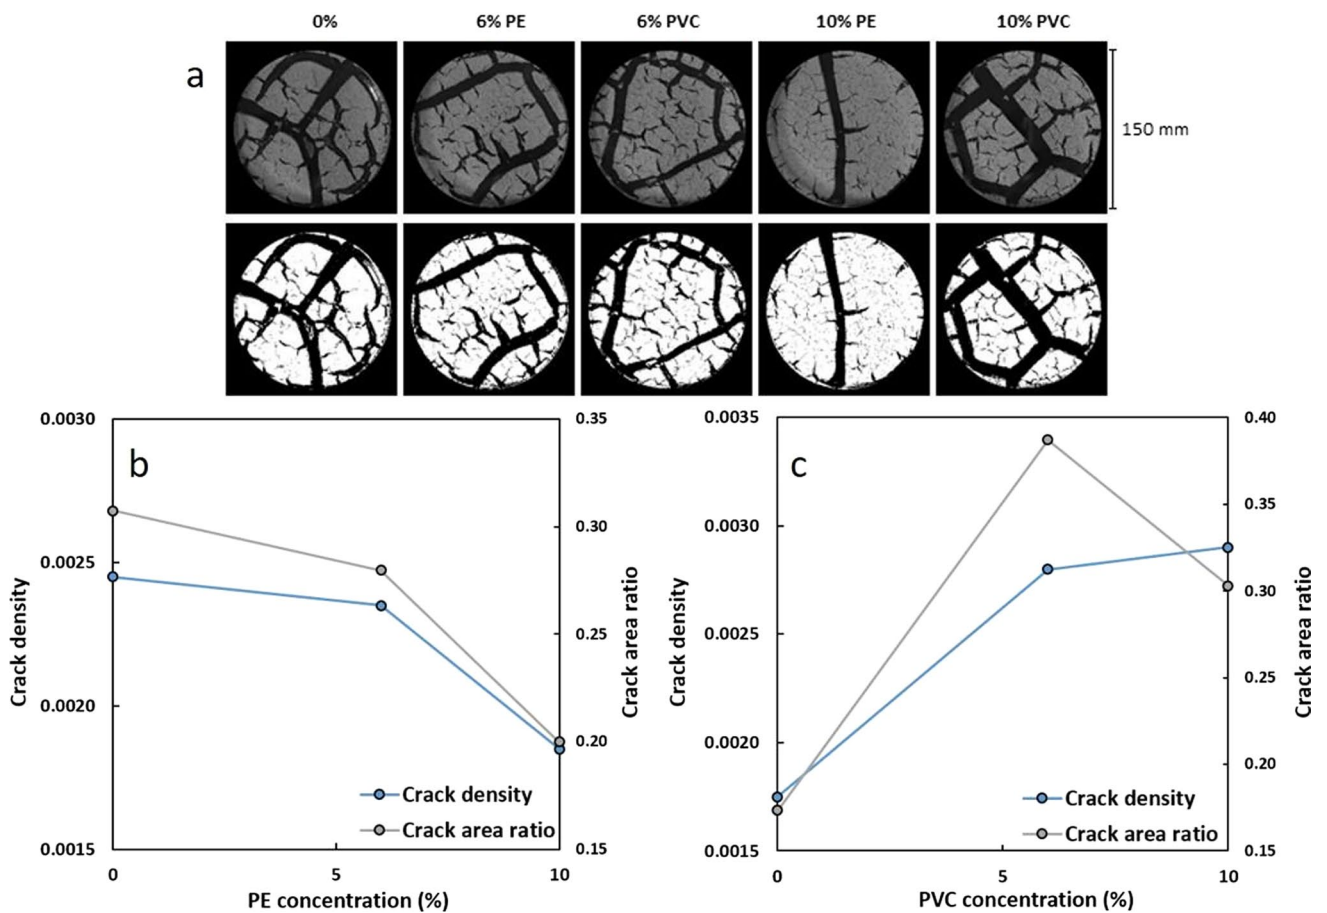 0% 6% PE 6% PVC 10% PE 10% PVC
a
150 mm
b
0.0030
0.0025
0.0020
0.0015
Crack density
0.35
0.30
0.25
0.20
0.15
Crack area ratio
Crack density
Crack area ratio
0 5 10
PE concentration (%)
c
0.0035
0.0030
0.0025
0.0020
0.0015
Crack density
0.40
0.35
0.30
0.25
0.20
0.15
Crack area ratio
Crack density
Crack area ratio
0 5 10
PVC concentration (%)